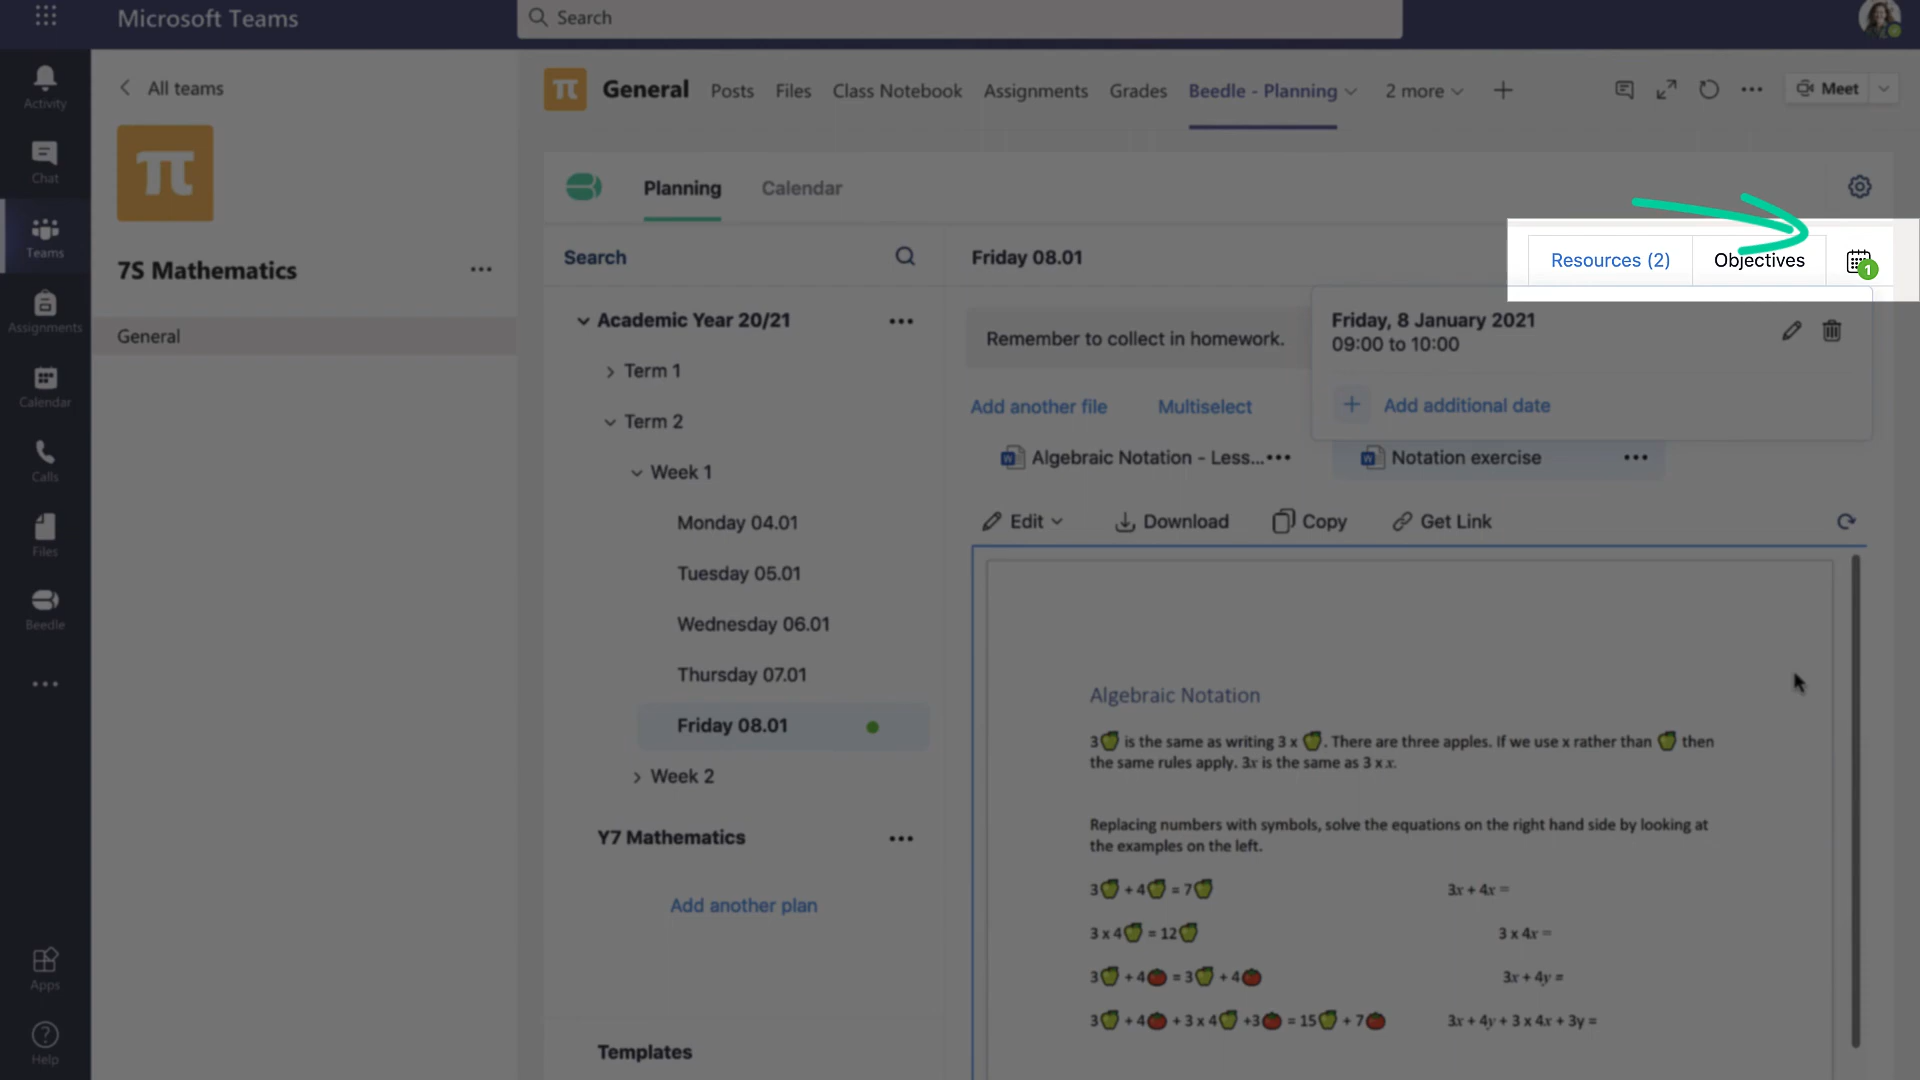 Microsoft Teams
Search
Activity
Chat
Teams
Assignments
Calendar
Calls
Files
Beedle
Apps
Help
All teams
7S Mathematics
General
General
Posts
Files
Class Notebook
Assignments
Grades
Beedle - Planning
2 more
Meet
Planning
Calendar
Search
Academic Year 20/21
Term 1
Term 2
Week 1
Monday 04.01
Tuesday 05.01
Wednesday 06.01
Thursday 07.01
Friday 08.01
Week 2
Y7 Mathematics
Add another plan
Templates
Friday 08.01
Resources (2)
Objectives
1
Remember to collect in homework.
Friday, 8 January 2021
09:00 to 10:00
Add additional date
Add another file
Multiselect
Algebraic Notation - Less...
Notation exercise
Edit
Download
Copy
Get Link
Algebraic Notation
3🍏 is the same as writing 3 x 🍏. There are three apples. If we use x rather than 🍏 then
the same rules apply. 3x is the same as 3 x x.
Replacing numbers with symbols, solve the equations on the right hand side by looking at
the examples on the left.
3🍏 + 4🍏 = 7🍏 3x + 4x =
3 x 4🍏 = 12🍏 3 x 4x =
3🍏 + 4🍅 = 3🍏 + 4🍅 3x + 4y =
3🍏 + 4🍅 + 3 x 4🍏 +3🍅 = 15🍏 + 7🍅 3x + 4y + 3 x 4x + 3y =